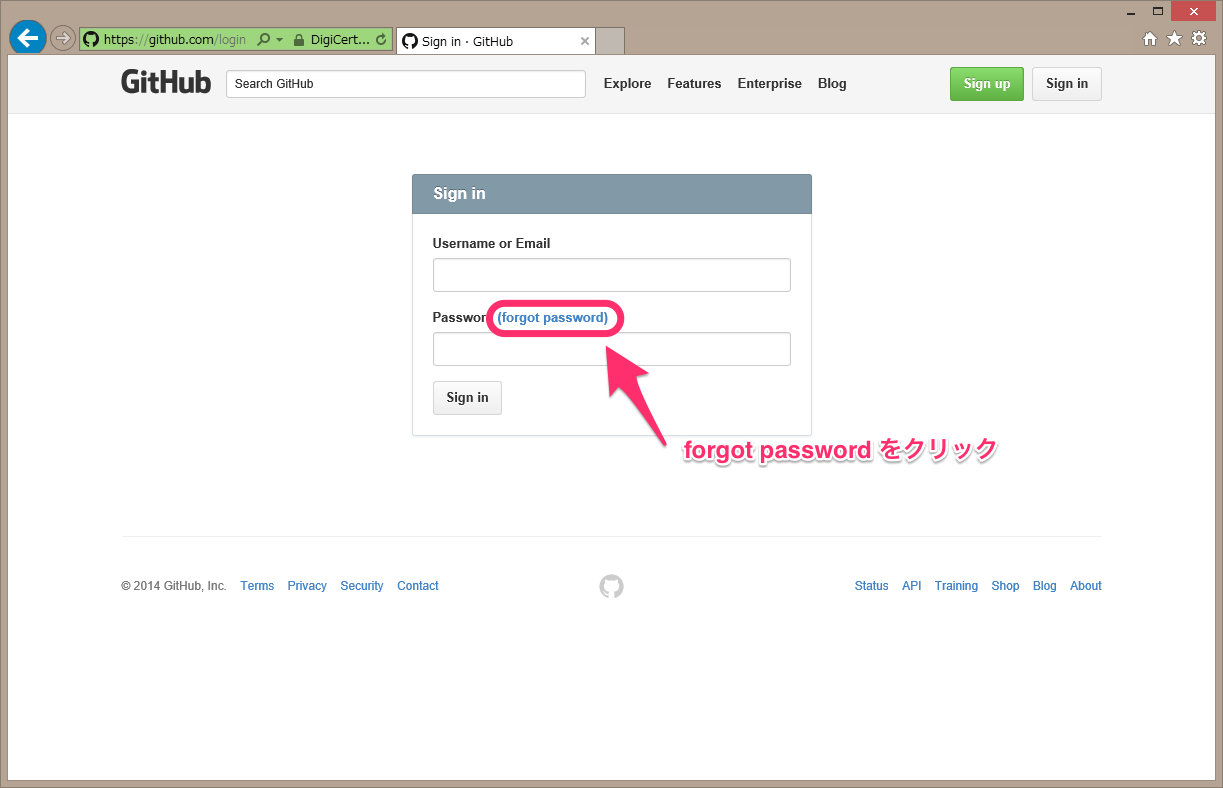 https://github.com/login
DigiCert...
Sign in · GitHub
GitHub
Search GitHub
Explore
Features
Enterprise
Blog
Sign up
Sign in
Sign in
Username or Email
Passwor (forgot password)
Sign in
forgot password をクリック
© 2014 GitHub, Inc. Terms Privacy Security Contact
Status API Training Shop Blog About